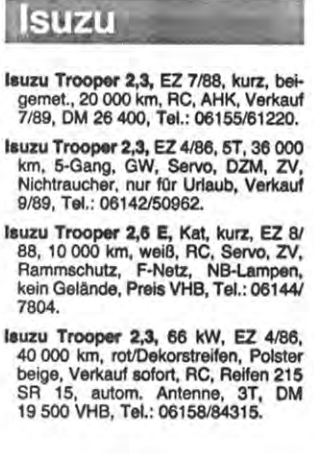 Isuzu
Isuzu Trooper 2,3, EZ 7/88, kurz, bei-
gemet., 20 000 km, RC, AHK, Verkauf
7/89, DM 26 400, Tel.: 06155/61220.
Isuzu Trooper 2,3, EZ 4/86, 5T, 36 000
km, 5-Gang, GW, Servo, DZM, ZV,
Nichtraucher, nur für Urlaub, Verkauf
9/89, Tel.: 06142/50962.
Isuzu Trooper 2,6 E, Kat, kurz, EZ 8/
88, 10 000 km, weiß, RC, Servo, ZV,
Rammschutz, F-Netz, NB-Lampen,
kein Gelände, Preis VHB, Tel.: 06144/
7804.
Isuzu Trooper 2,3, 66 kW, EZ 4/86,
40 000 km, rot/Dekorstreifen, Polster
beige, Verkauf sofort, RC, Reifen 215
SR 15, autom. Antenne, 3T, DM
19 500 VHB, Tel.: 06158/84315.